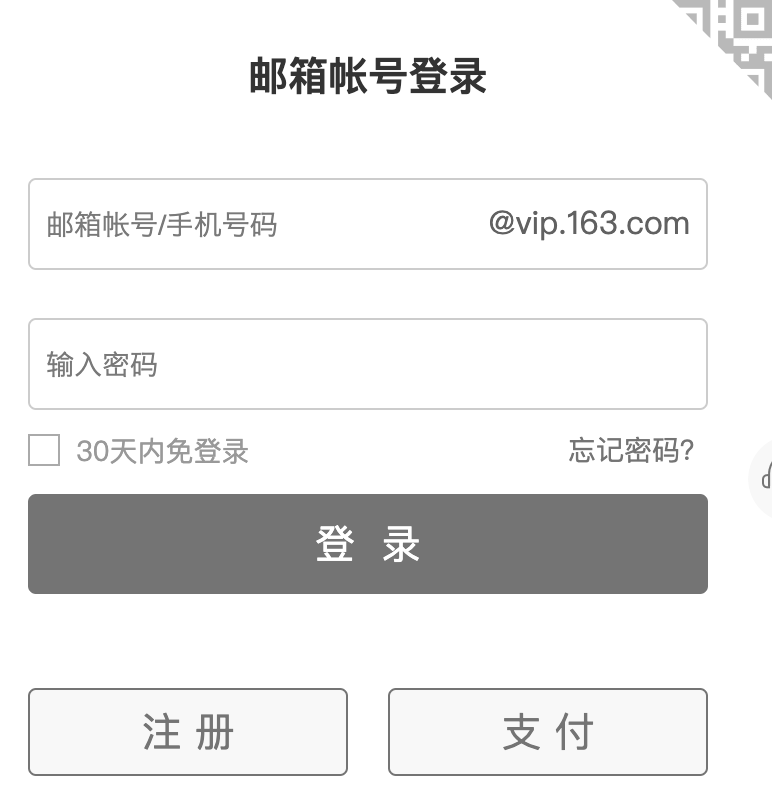 邮箱帐号登录
邮箱帐号/手机号码 @vip.163.com
输入密码
30天内免登录 忘记密码?
登 录
注 册 支 付